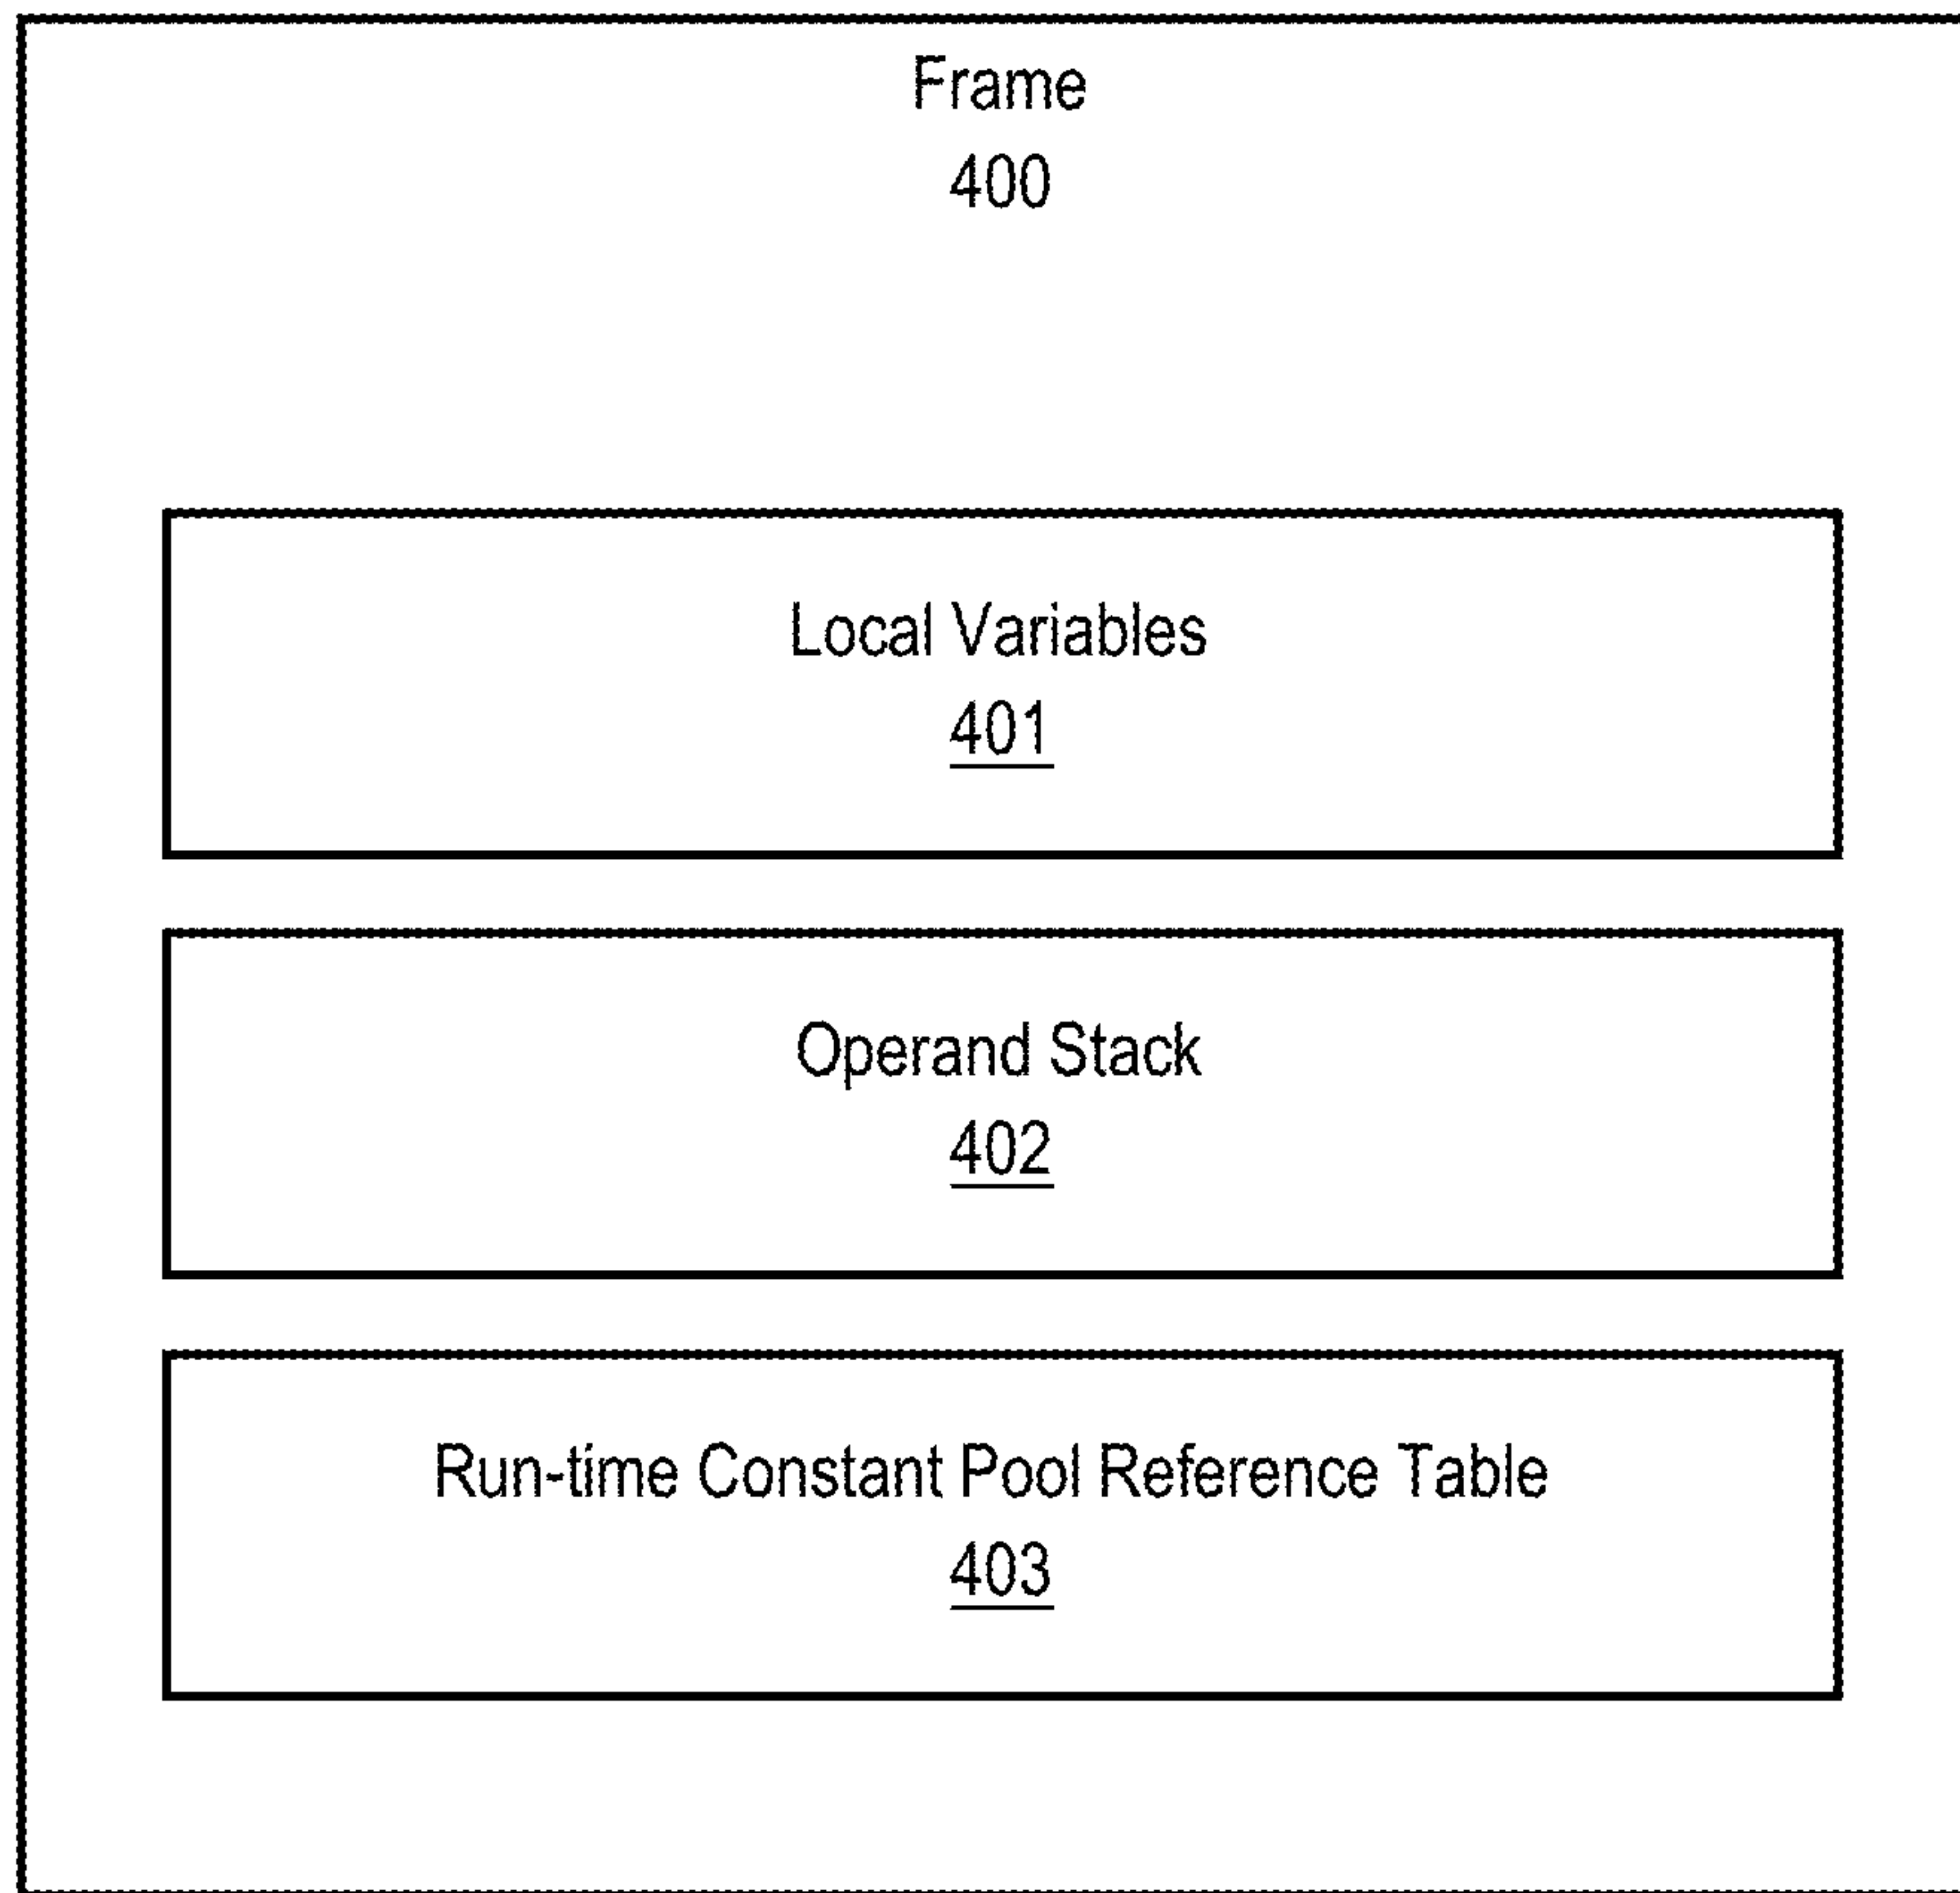 Frame
400
Local Variables
401
Operand Stack
402
Run-time Constant Pool Reference Table
403